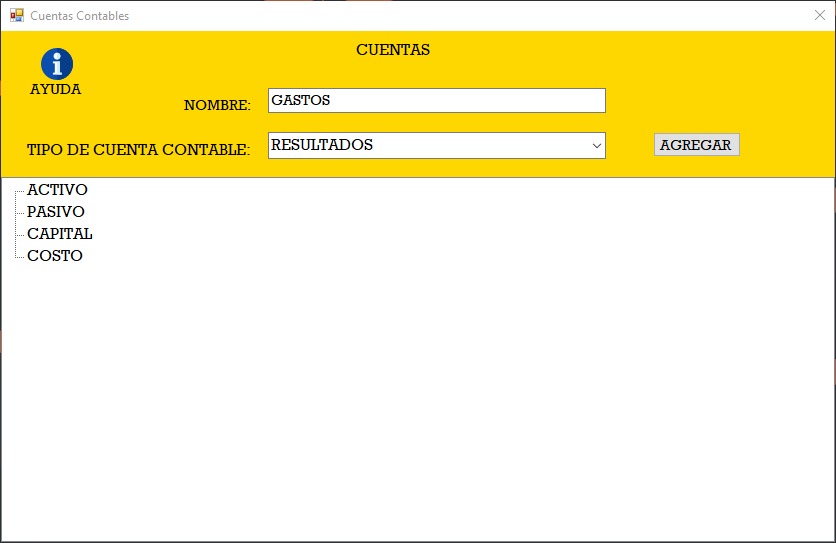 Cuentas Contables
CUENTAS
AYUDA
NOMBRE: GASTOS
TIPO DE CUENTA CONTABLE: RESULTADOS AGREGAR
ACTIVO
PASIVO
CAPITAL
COSTO